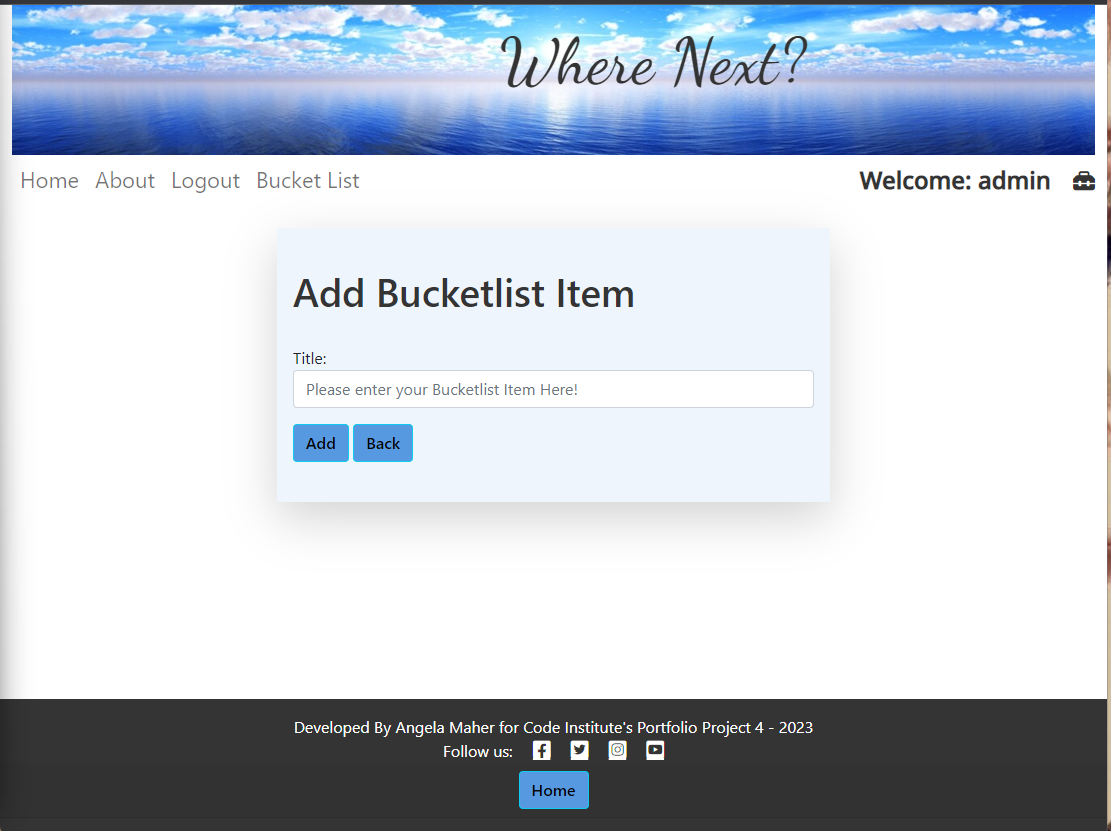 Where Next?
Home About Logout Bucket List Welcome: admin
Add Bucketlist Item
Title:
Please enter your Bucketlist Item Here!
Add Back
Developed By Angela Maher for Code Institute's Portfolio Project 4 - 2023
Follow us:
Home